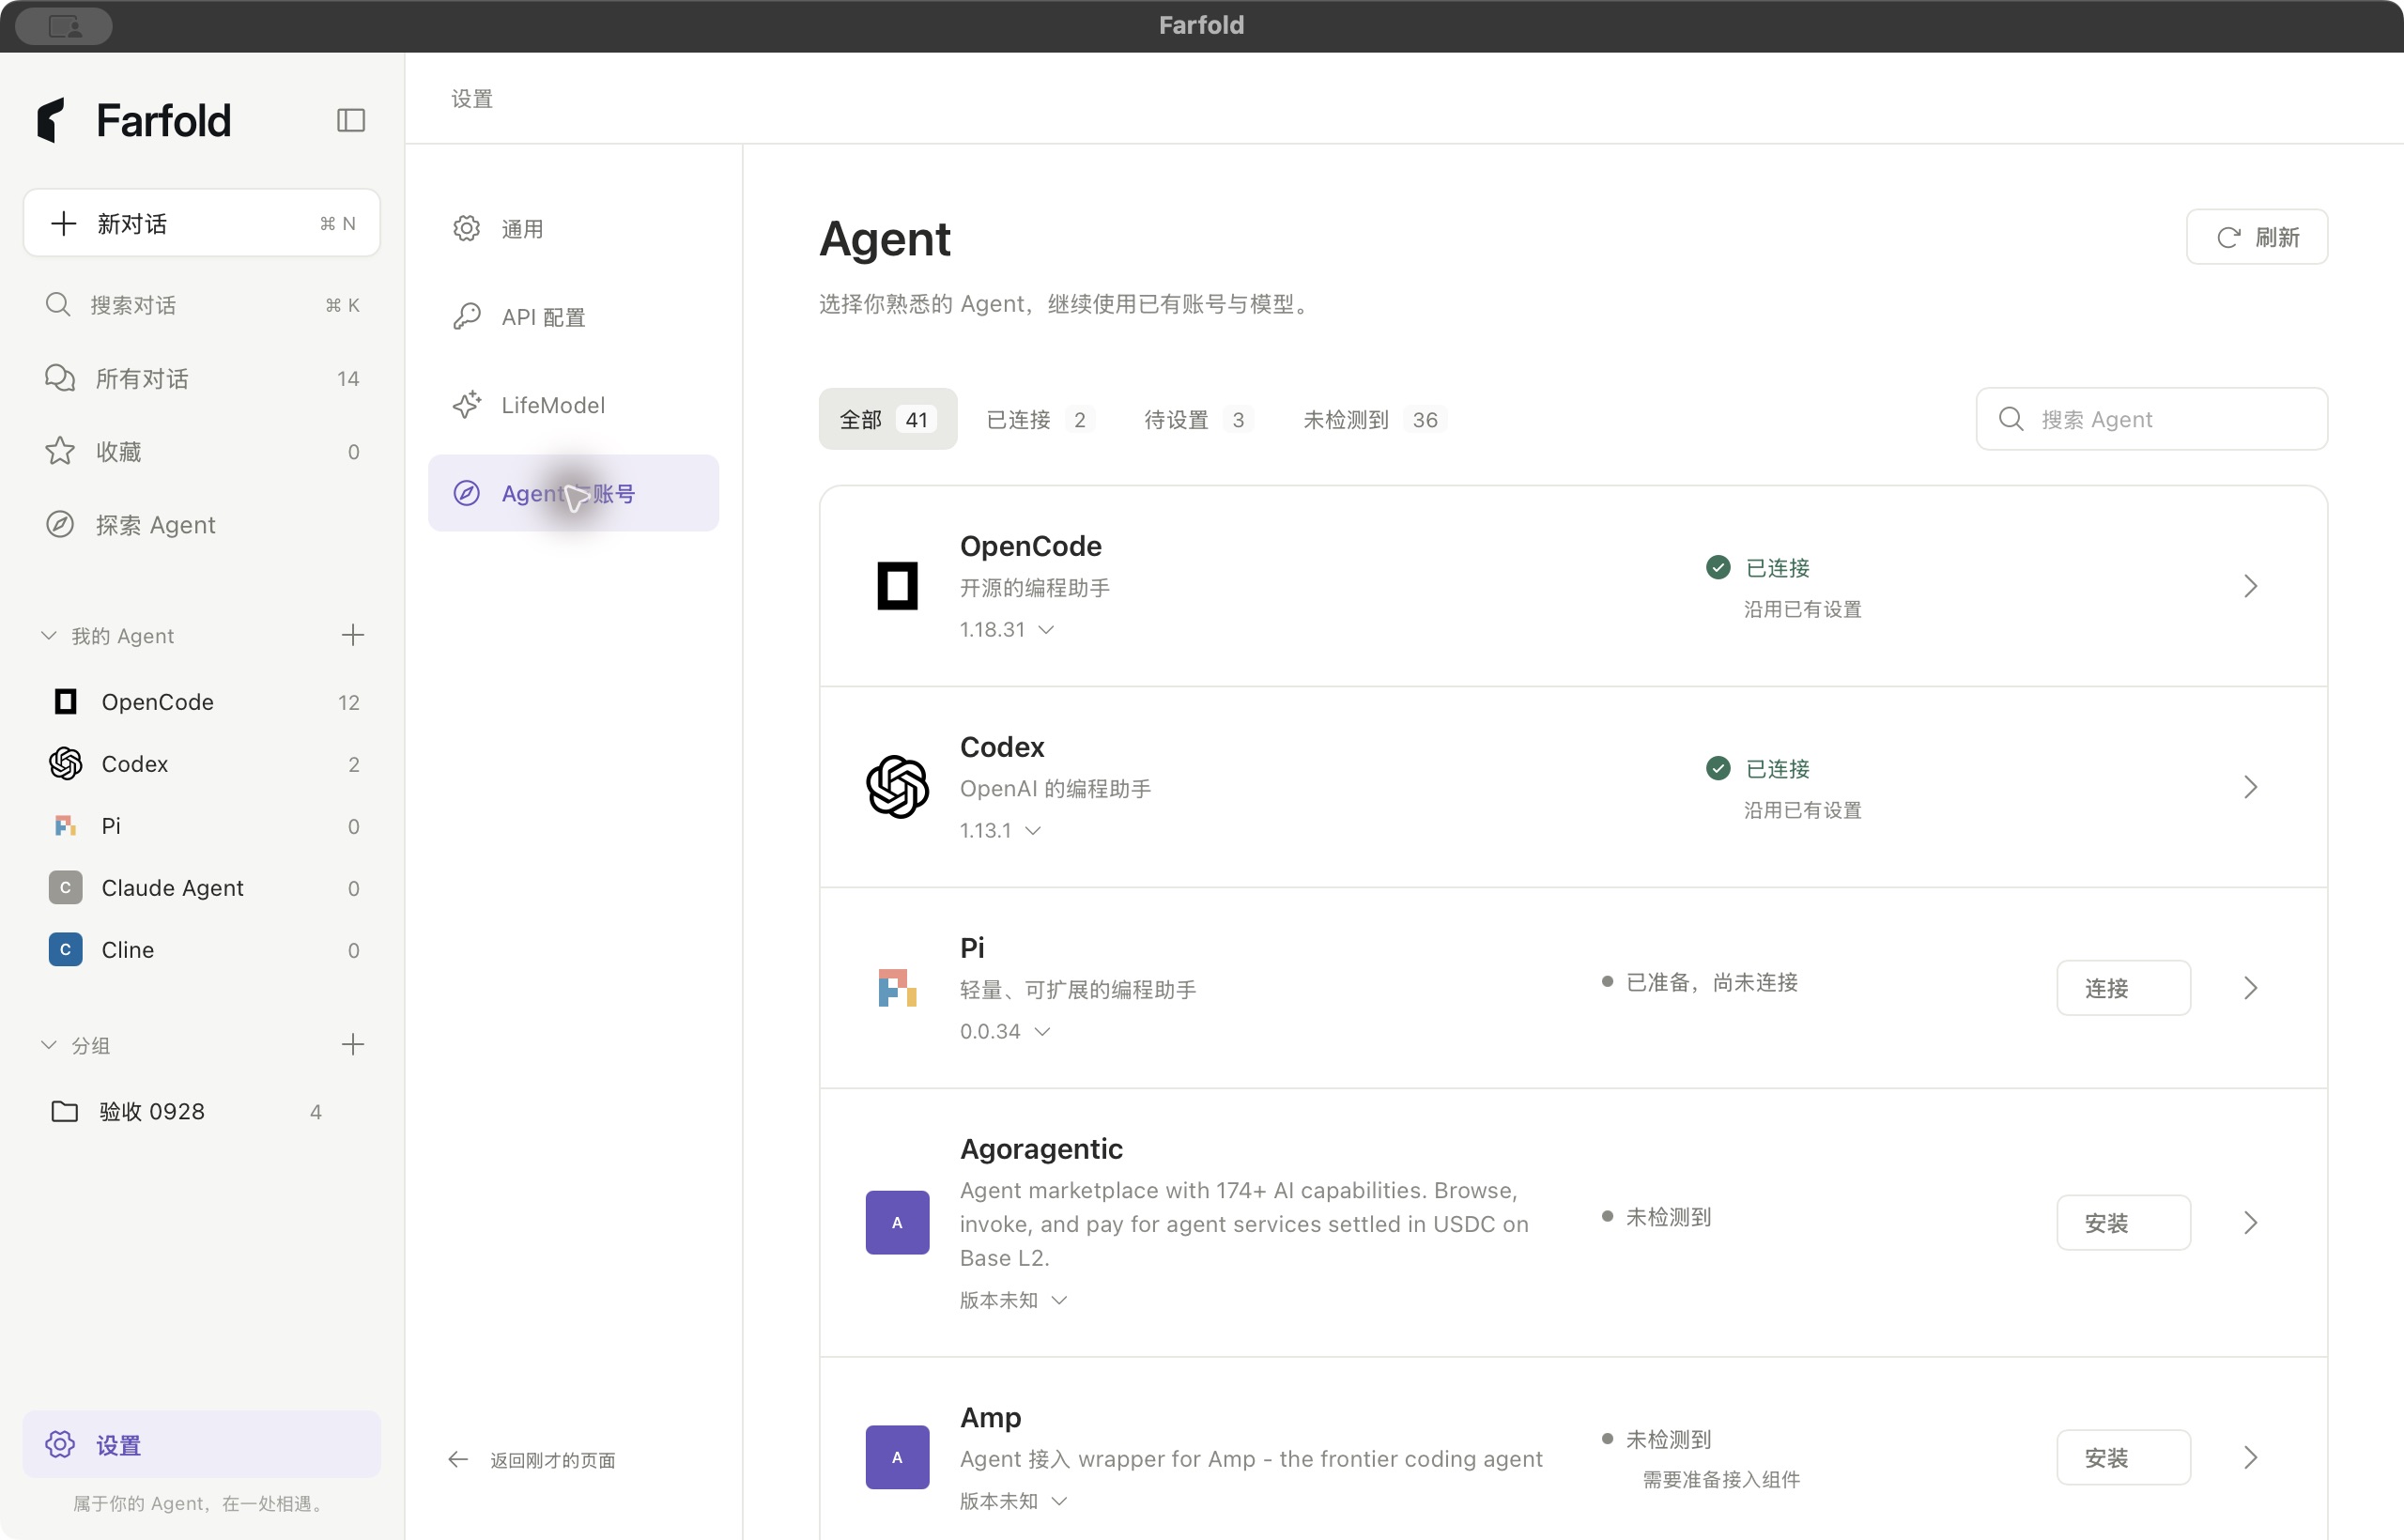 Farfold
Farfold
新对话
⌘ N
搜索对话
⌘ K
所有对话
14
收藏
0
探索 Agent
我的 Agent
OpenCode
12
Codex
2
Pi
0
C
Claude Agent
0
C
Cline
0
分组
验收 0928
4
设置
属于你的 Agent，在一处相遇。
设置
通用
API 配置
LifeModel
Agent 账号
返回刚才的页面
Agent
刷新
选择你熟悉的 Agent，继续使用已有账号与模型。
全部 41
已连接 2
待设置 3
未检测到 36
搜索 Agent
OpenCode
开源的编程助手
1.18.31
已连接
沿用已有设置
Codex
OpenAI 的编程助手
1.13.1
已连接
沿用已有设置
Pi
轻量、可扩展的编程助手
0.0.34
已准备，尚未连接
连接
A
Agoragentic
Agent marketplace with 174+ AI capabilities. Browse,
invoke, and pay for agent services settled in USDC on
Base L2.
版本未知
未检测到
安装
A
Amp
Agent 接入 wrapper for Amp - the frontier coding agent
版本未知
未检测到
需要准备接入组件
安装